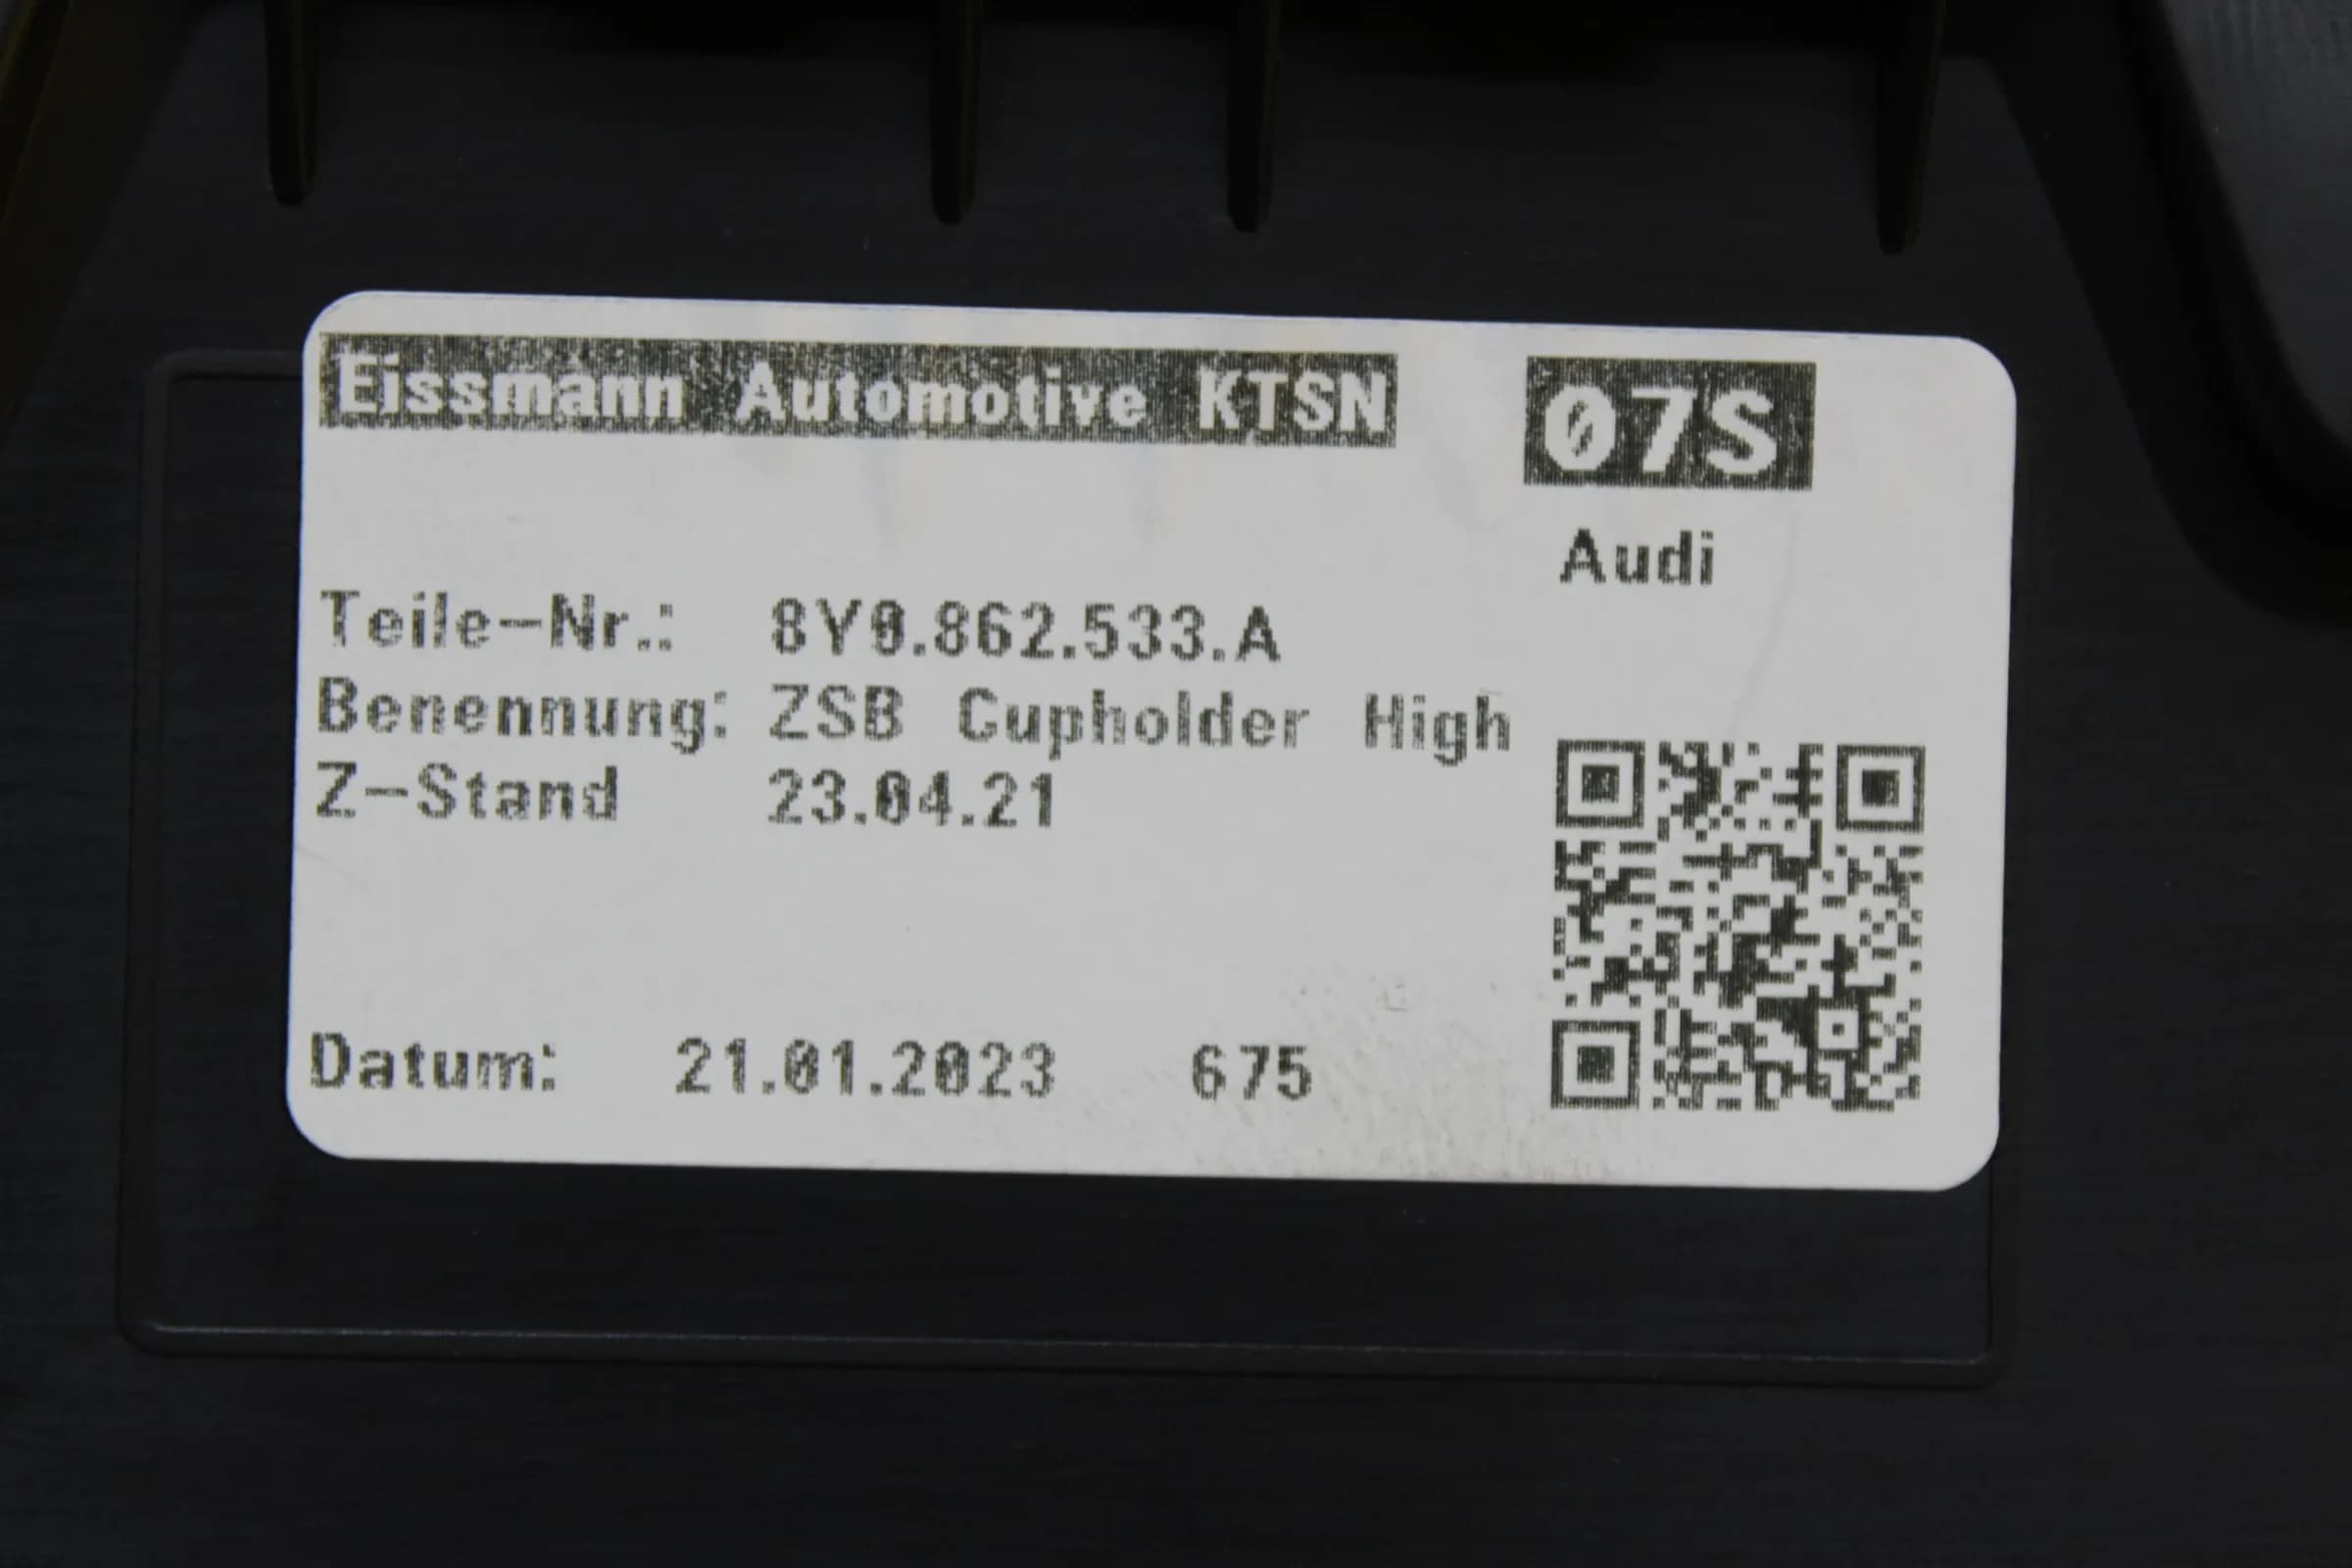 Eissmann Automotive KTSN 07S
Audi
Teile-Nr.: 8Y0.862.533.A
Benennung: ZSB Cupholder High
Z-Stand 23.04.21
Datum: 21.01.2023 675